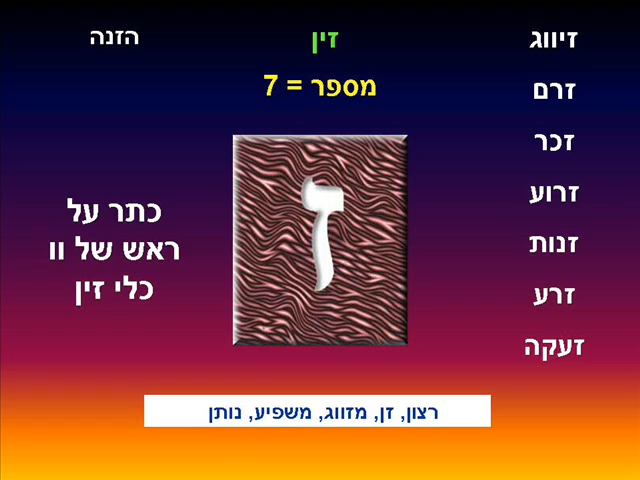 זיווג
זרם
זכר
זרוע
זנות
זרע
זעקה
זין
מספר = 7
ז
הזנה
כתר על
ראש של וו
כלי זין
רצון, זן, מזווג, משפיע, נותן